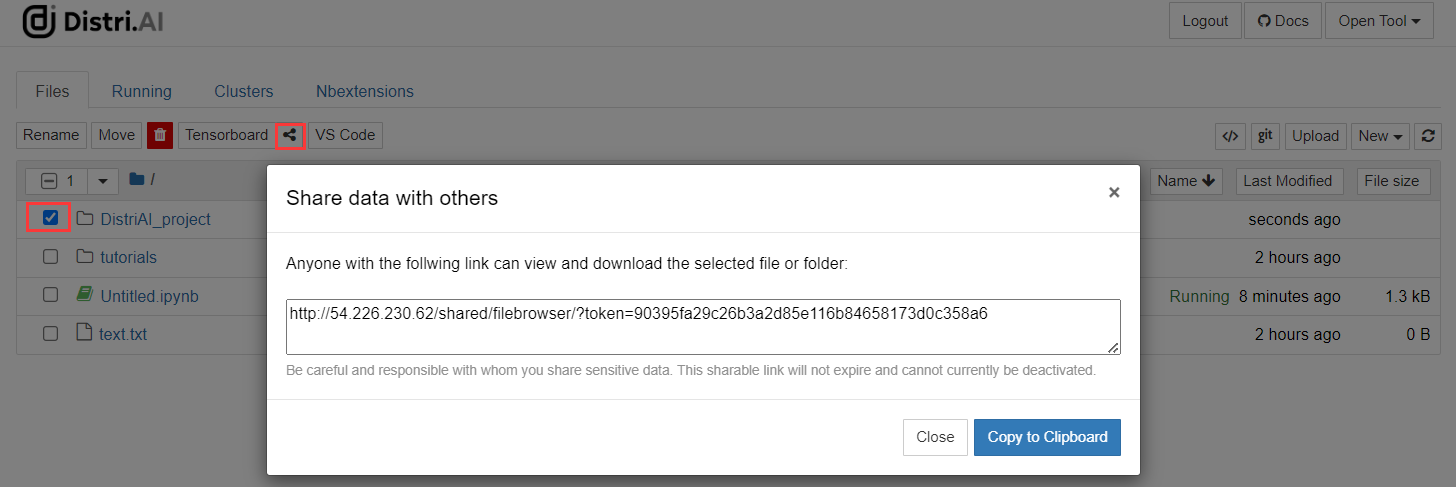 Distri.AI
Logout Docs Open Tool
Files Running Clusters Nbextensions
Rename Move Tensorboard VS Code </> git Upload New
1 / Name Last Modified File size
Share data with others ×
DistriAI_project seconds ago
tutorials 2 hours ago
Anyone with the follwing link can view and download the selected file or folder:
Untitled.ipynb Running 8 minutes ago 1.3 kB
http://54.226.230.62/shared/filebrowser/?token=90395fa29c26b3a2d85e116b84658173d0c358a6
text.txt 2 hours ago 0 B
Be careful and responsible with whom you share sensitive data. This sharable link will not expire and cannot currently be deactivated.
Close Copy to Clipboard